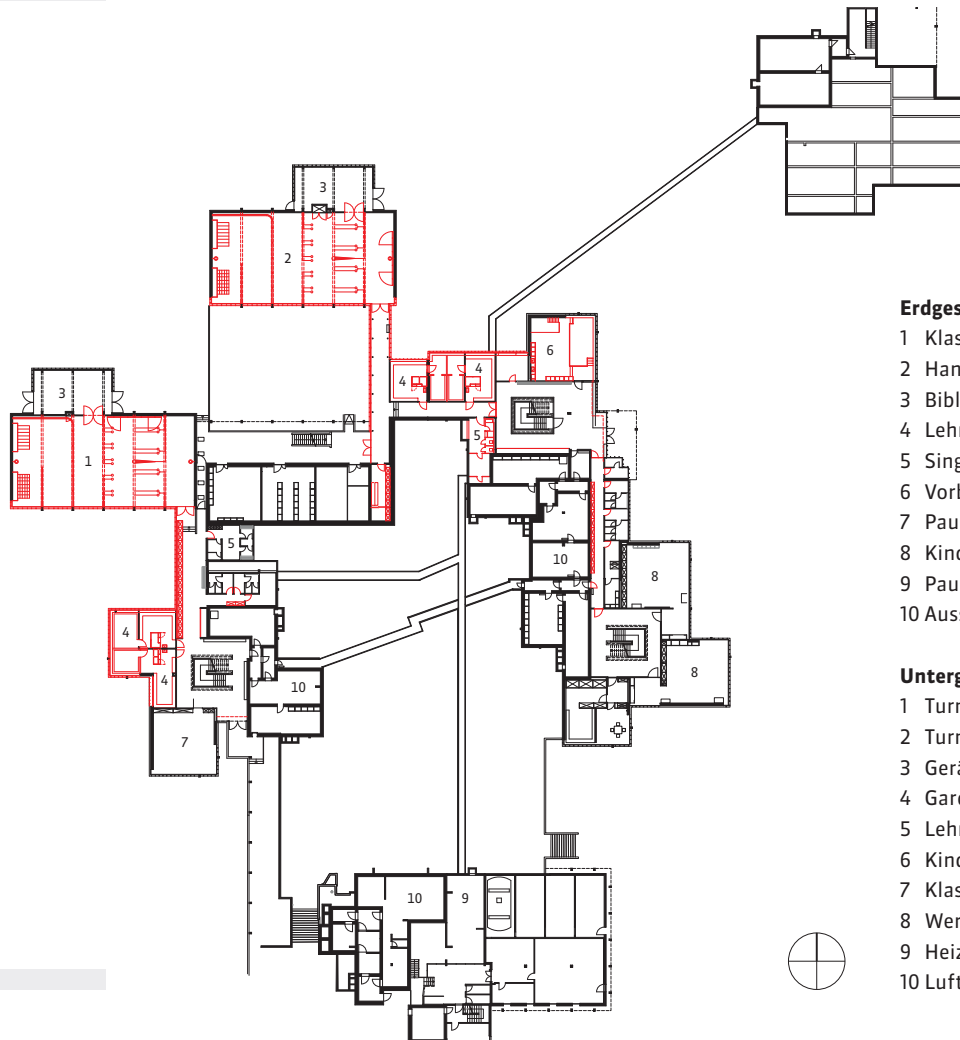 3
2
6
4
4
3
5
1
5
10
8
4
8
4
10
7
10
9
Erdges
1 Klas
2 Han
3 Bibl
4 Lehr
5 Sing
6 Vorb
7 Pau
8 Kind
9 Pau
10 Auss
Unterg
1 Turn
2 Turn
3 Gerä
4 Gard
5 Lehr
6 Kind
7 Klas
8 Wer
9 Heiz
10 Luft